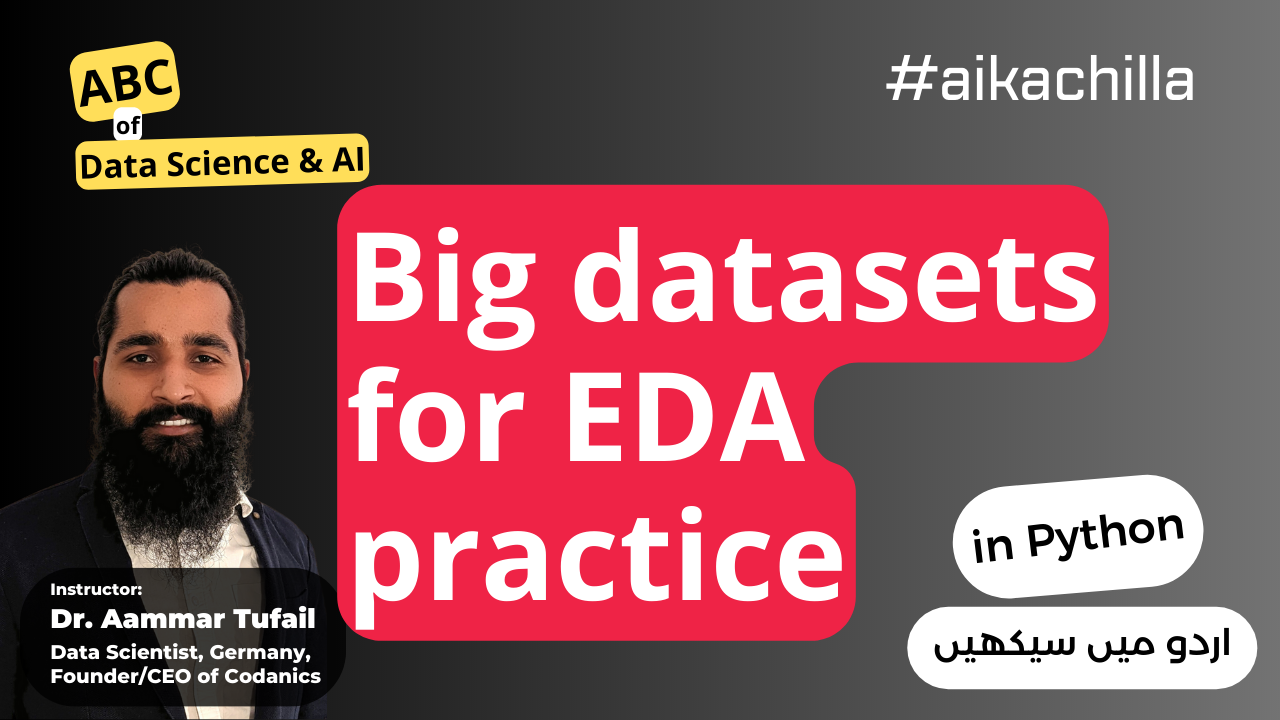 ABC
of
Data Science & AI
#aikachilla
Big datasets
for EDA
practice
in Python
اردو میں سیکھیں
Instructor:
Dr. Aammar Tufail
Data Scientist, Germany,
Founder/CEO of Codanics